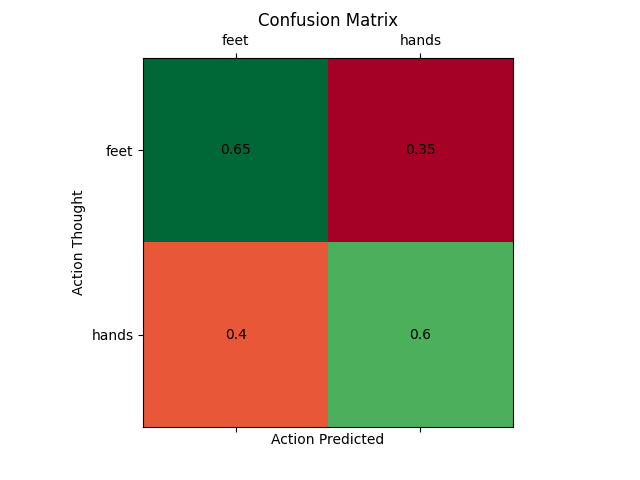 Confusion Matrix
feet hands
feet 0.65 0.35
Action Thought
hands 0.4 0.6
Action Predicted